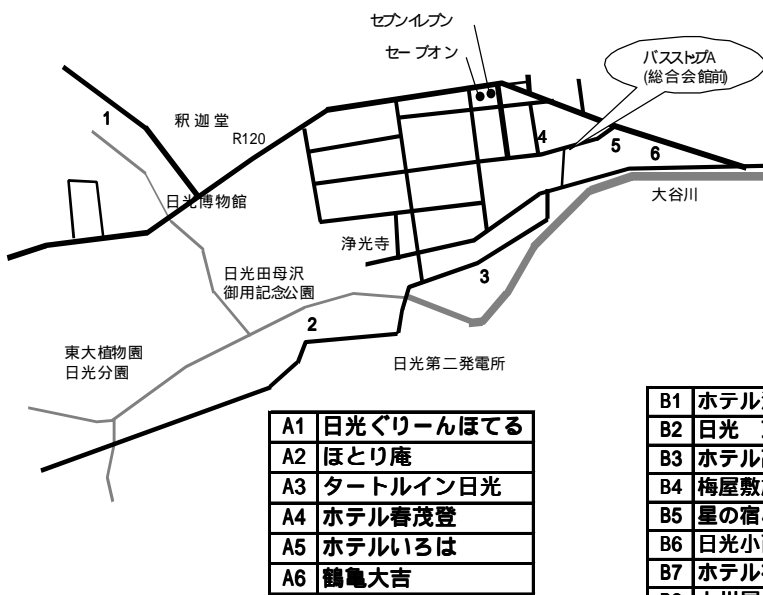 セブンイレブン
セーブオン
バスストップA
(総合会館前)
1
釈迦堂
R120
4
5
6
日光博物館
大谷川
浄光寺
3
日光田母沢
御用記念公園
2
東大植物園
日光分園
日光第二発電所
A1 日光ぐりーんほてる
A2 ほとり庵
A3 タートルイン日光
A4 ホテル春茂登
A5 ホテルいろは
A6 鶴亀大吉
B1 ホテル
B2 日光
B3 ホテル
B4 梅屋敷
B5 星の宿
B6 日光小
B7 ホテル